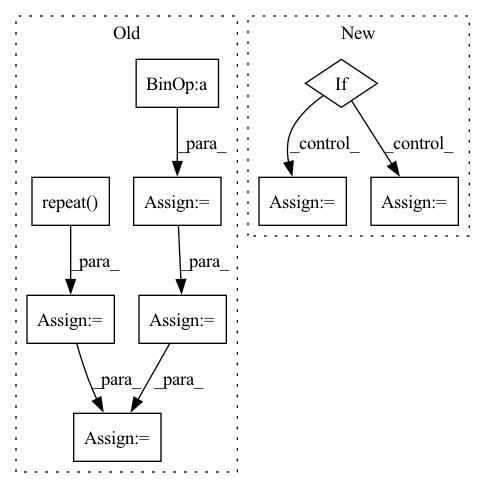 Old
New
BinOp:a
If
_para_
_control_
_control_
repeat()
Assign:=
Assign:=
Assign:=
_para_
_para_
Assign:=
Assign:=
_para_
_para_
Assign:=